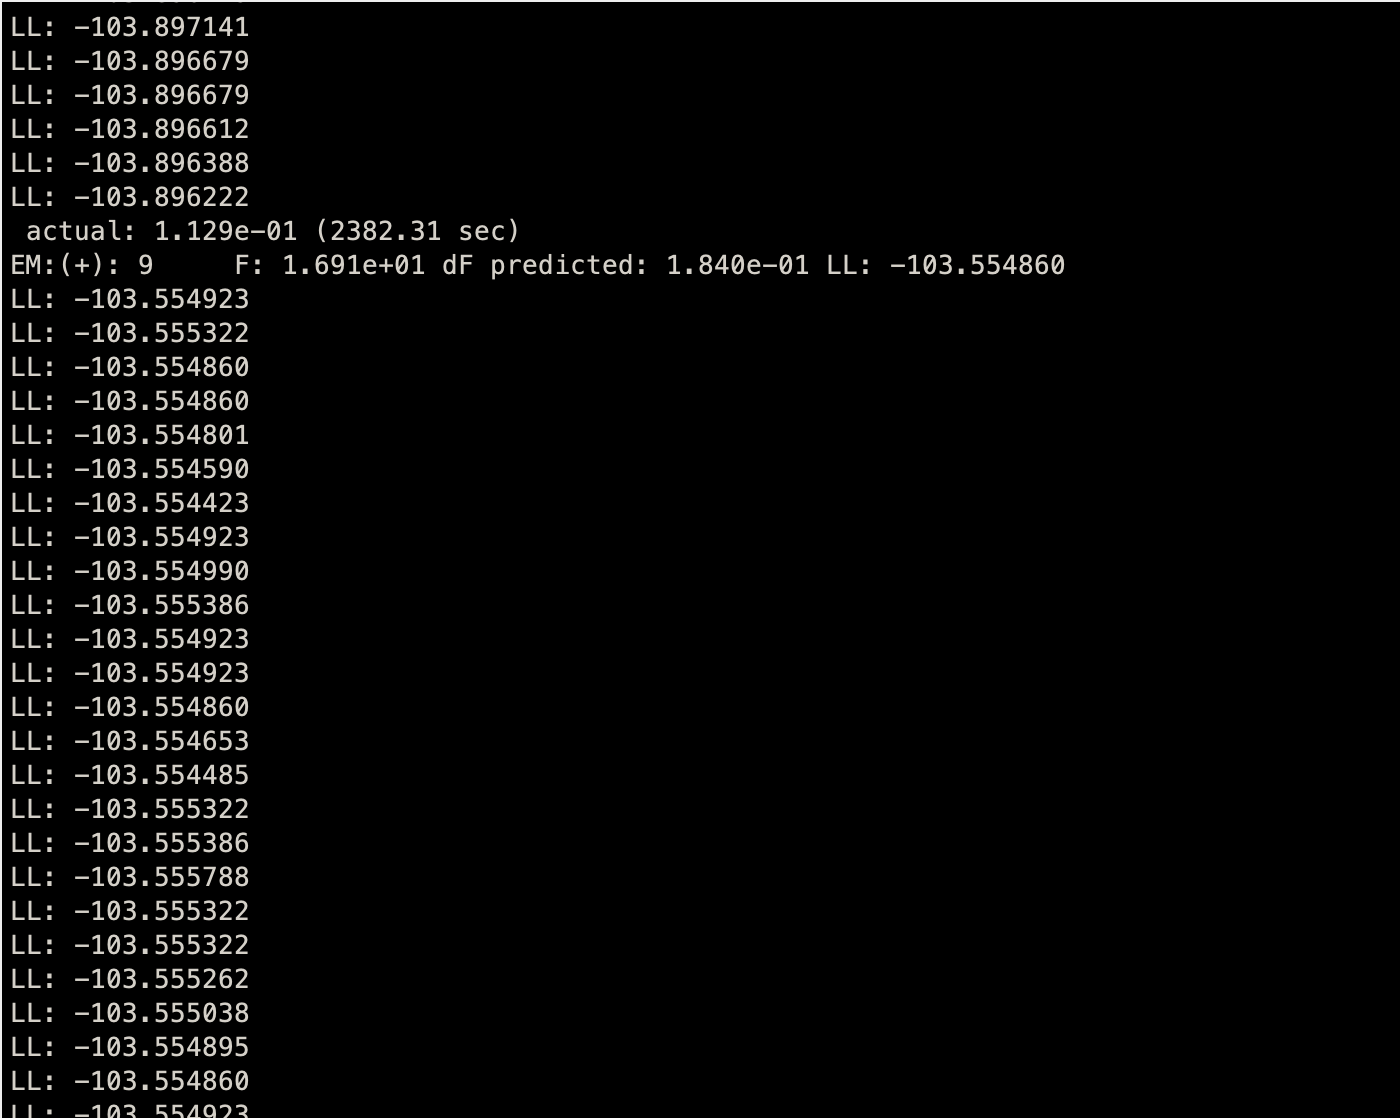 LL: -103.897141
LL: -103.896679
LL: -103.896679
LL: -103.896612
LL: -103.896388
LL: -103.896222
 actual: 1.129e-01 (2382.31 sec)
EM:(+): 9     F: 1.691e+01 dF predicted: 1.840e-01 LL: -103.554860
LL: -103.554923
LL: -103.555322
LL: -103.554860
LL: -103.554860
LL: -103.554801
LL: -103.554590
LL: -103.554423
LL: -103.554923
LL: -103.554990
LL: -103.555386
LL: -103.554923
LL: -103.554923
LL: -103.554860
LL: -103.554653
LL: -103.554485
LL: -103.555322
LL: -103.555386
LL: -103.555788
LL: -103.555322
LL: -103.555322
LL: -103.555262
LL: -103.555038
LL: -103.554895
LL: -103.554860
LL: -103.554923